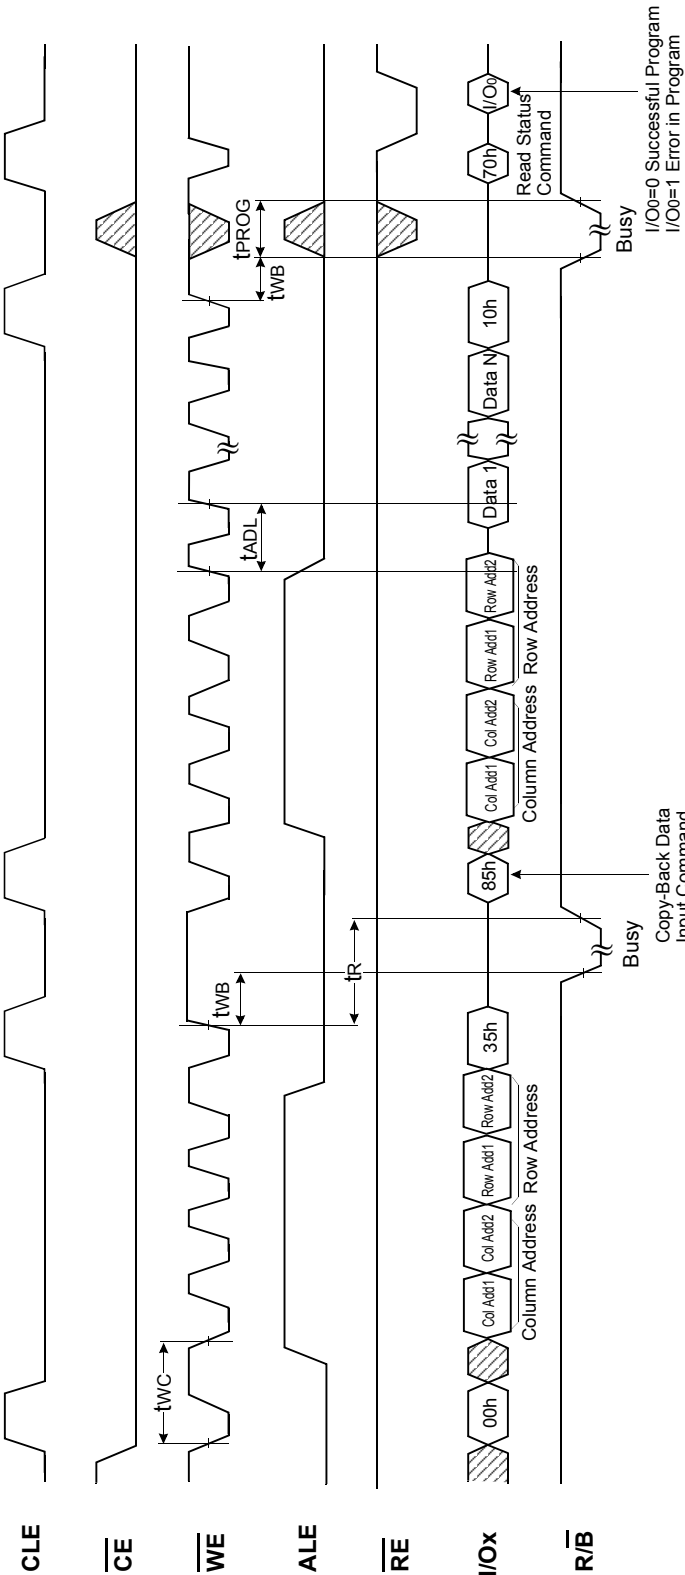 CLE
CE
WE
tWC
tWB
tADL
tWB
tPROG
ALE
RE
tR
I/Ox
00h
Col Add1
Col Add2
Row Add1
Row Add2
35h
85h
Col Add1
Col Add2
Row Add1
Row Add2
Data 1
Data N
10h
70h
I/O0
Column Address
Row Address
Column Address
Row Address
Read Status
Command
R/B
Busy
Busy
Copy-Back Data
Input Command
I/O0=0 Successful Program
I/O0=1 Error in Program